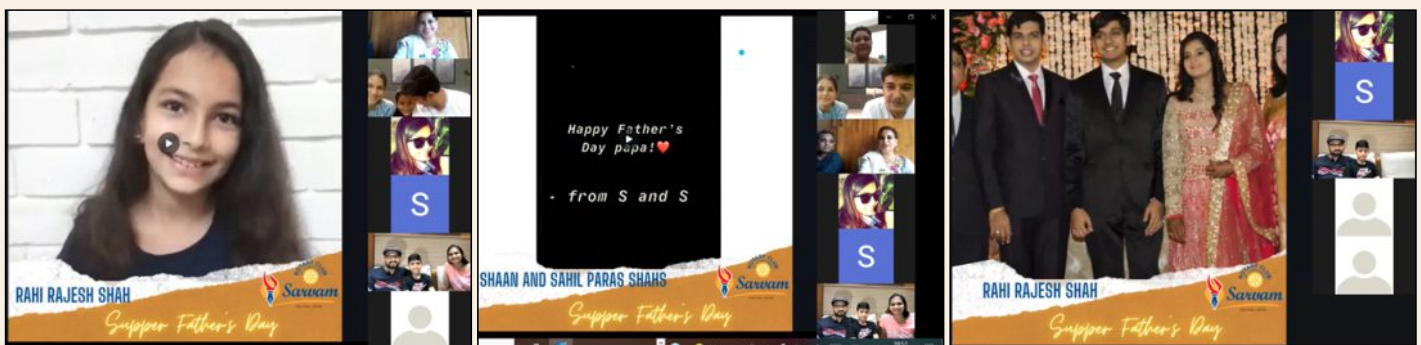 S
RAHI RAJESH SHAH
Sarvam
Supper Father's Day
Happy Father's
Day papa!❤️
- from S and S
S
SHAAN AND SAHIL PARAS SHAHS
Sarvam
Supper Father's Day
S
RAHI RAJESH SHAH
Sarvam
Supper Father's Day